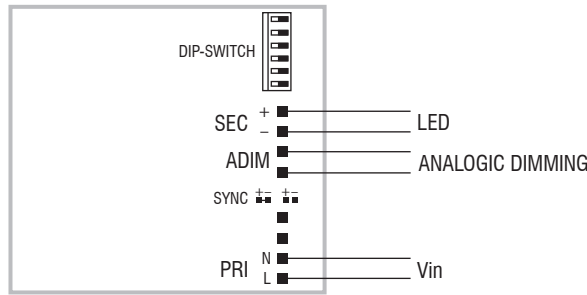 DIP-SWITCH
SEC + LED
−
ADIM ANALOGIC DIMMING
SYNC +− +−
PRI N Vin
L